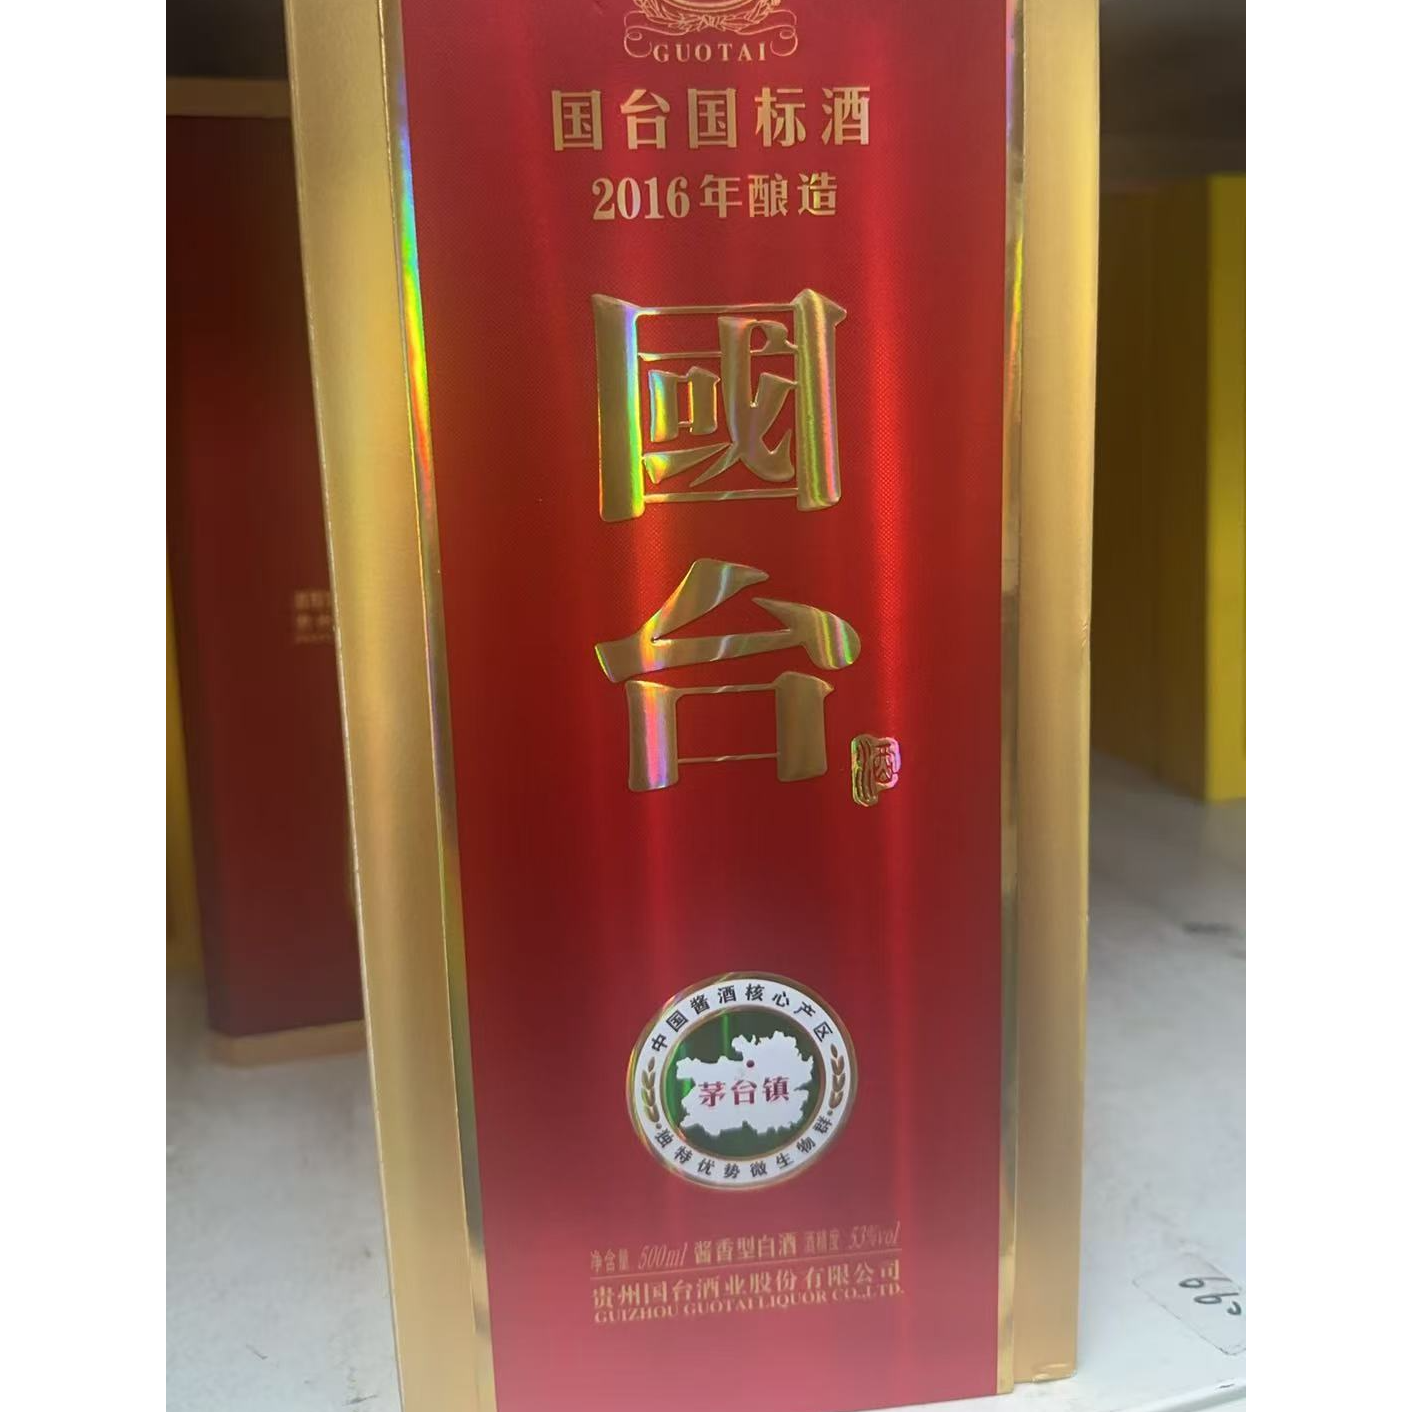 GUOTAI
国台国标酒
2016年酿造
國
台
酒
中国酱酒核心产区
茅台镇
独特优势微生物群
净含量 500ml 酱香型白酒 酒精度 53%vol
贵州国台酒业股份有限公司
GUIZHOU GUOTAI LIQUOR CO.,LTD.